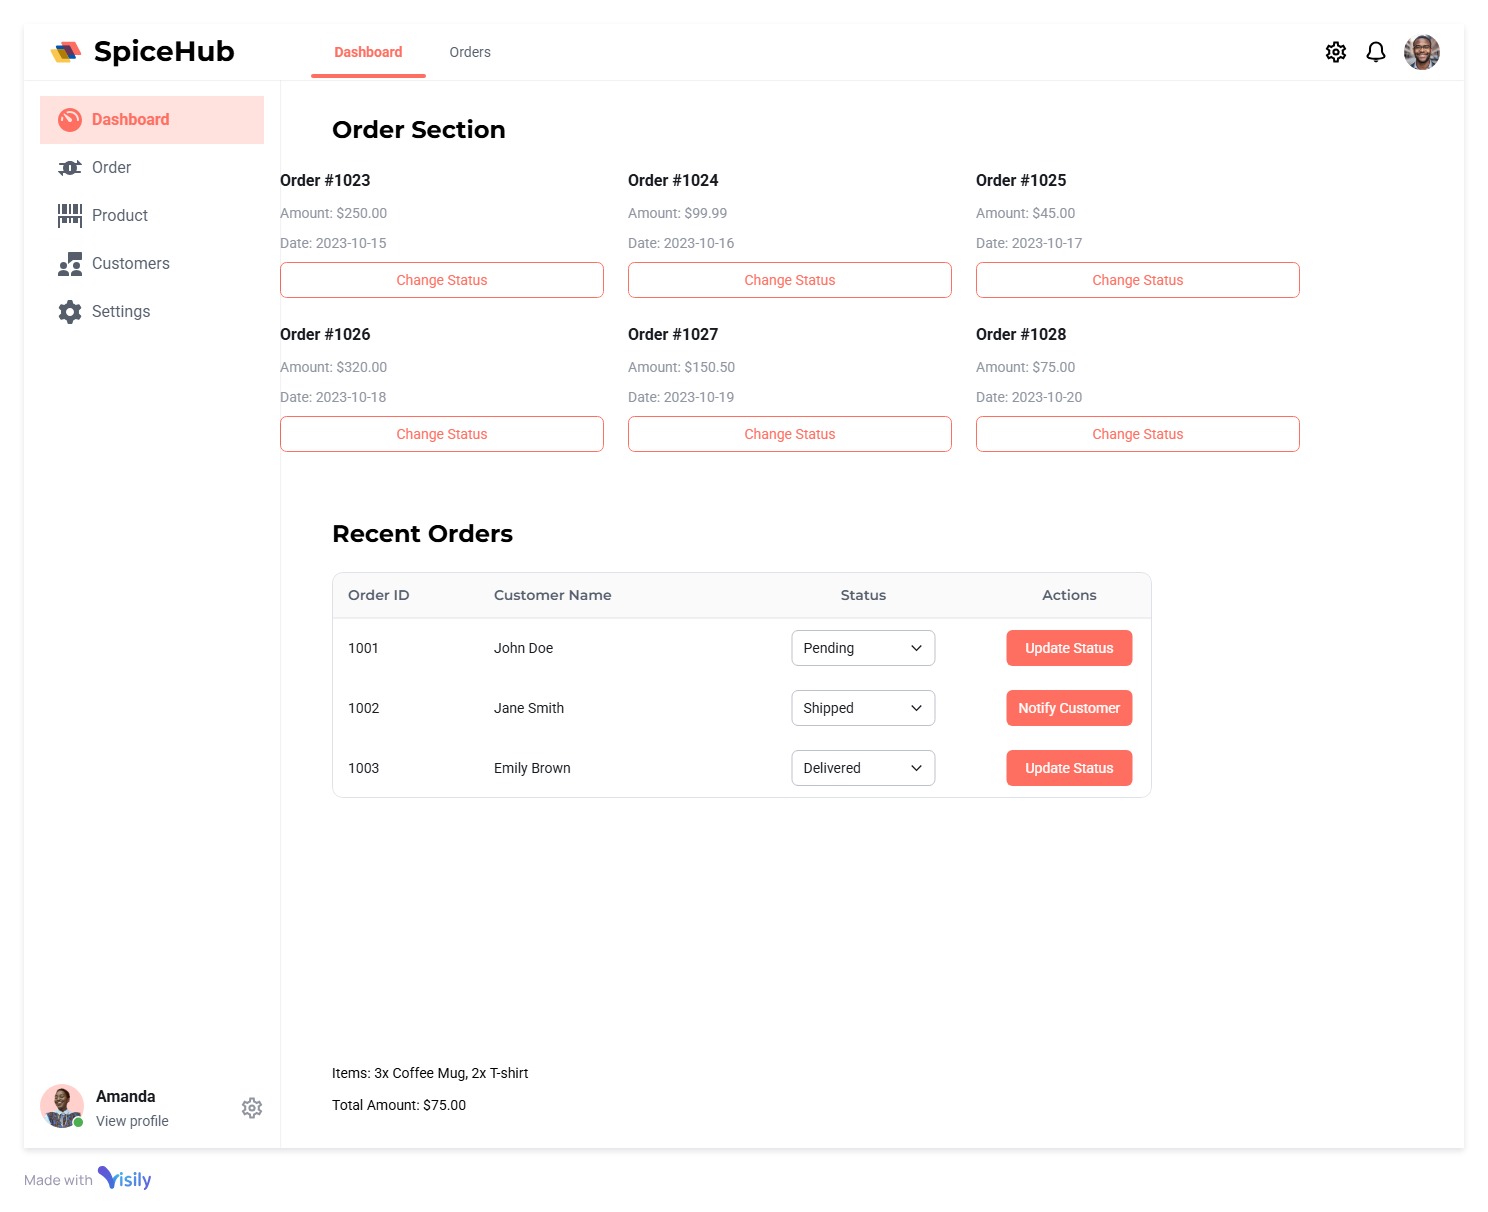 SpiceHub
Dashboard Orders
Dashboard
Order
Product
Customers
Settings
Order Section
Order #1023 Order #1024 Order #1025
Amount: $250.00 Amount: $99.99 Amount: $45.00
Date: 2023-10-15 Date: 2023-10-16 Date: 2023-10-17
Change Status Change Status Change Status
Order #1026 Order #1027 Order #1028
Amount: $320.00 Amount: $150.50 Amount: $75.00
Date: 2023-10-18 Date: 2023-10-19 Date: 2023-10-20
Change Status Change Status Change Status
Recent Orders
Order ID Customer Name Status Actions
1001 John Doe Pending Update Status
1002 Jane Smith Shipped Notify Customer
1003 Emily Brown Delivered Update Status
Items: 3x Coffee Mug, 2x T-shirt
Total Amount: $75.00
Amanda
View profile
Made with Visily